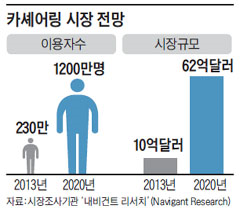 카셰어링 시장 전망
이용자수
시장규모
1200만명
62억달러
230만
10억달러
2013년 2020년 2013년 2020년
자료:시장조사기관 '내비건트 리서치'(Navigant Research)